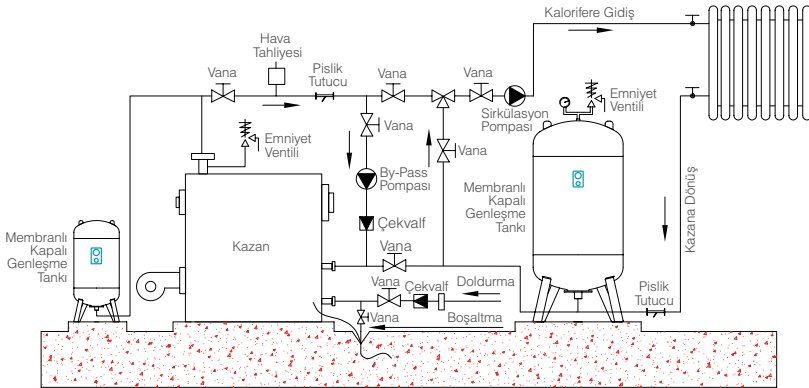 Kalorifere Gidiş
Hava
Tahliyesi
Vana
Pislik
Tutucu
Vana
Vana
Sirkülasyon
Pompası
Emniyet
Ventili
Emniyet
Ventili
Vana
Vana
By-Pass
Pompası
Çekvalf
Membranlı
Kapalı
Genleşme
Tankı
Kazana Dönüş
Membranlı
Kapalı
Genleşme
Tankı
Kazan
Vana
Vana
Çekvalf
Doldurma
Pislik
Tutucu
Vana
Boşaltma